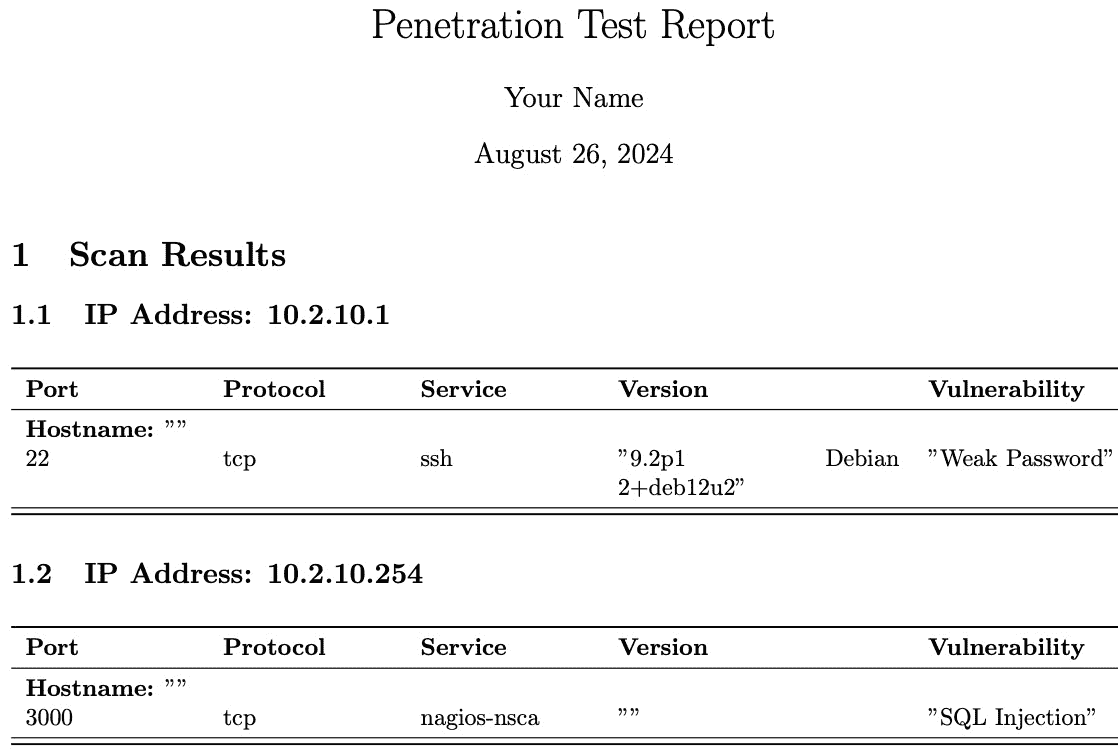 Penetration Test Report
Your Name
August 26, 2024
1 Scan Results
1.1 IP Address: 10.2.10.1
Port Protocol Service Version Vulnerability
Hostname: ””
22 tcp ssh ”9.2p1 Debian ”Weak Password”
2+deb12u2”
1.2 IP Address: 10.2.10.254
Port Protocol Service Version Vulnerability
Hostname: ””
3000 tcp nagios-nsca ”” ”SQL Injection”